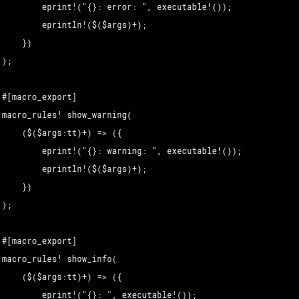 eprint!("{}: error: ", executable!());
eprintln!($($args)+);
})
);
#[macro_export]
macro_rules! show_warning(
($($args:tt)+) => ({
eprint!("{}: warning: ", executable!());
eprintln!($($args)+);
})
);
#[macro_export]
macro_rules! show_info(
($($args:tt)+) => ({
eprint!("{}: ", executable!());